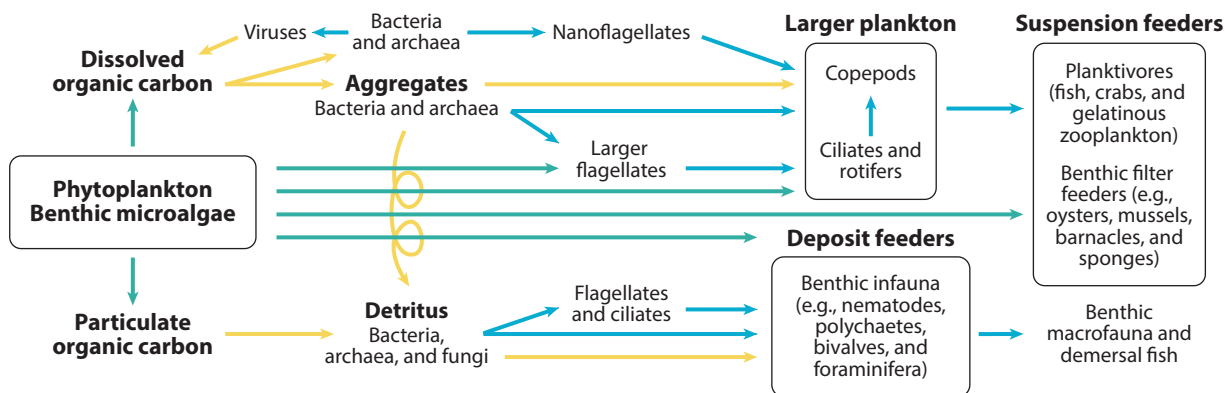 Viruses
Bacteria
and archaea
Nanoflagellates
Larger plankton
Suspension feeders
Dissolved
organic carbon
Aggregates
Bacteria and archaea
Copepods
Ciliates and
rotifers
Planktivores
(fish, crabs, and
gelatinous
zooplankton)
Benthic filter
feeders (e.g.,
oysters, mussels,
barnacles, and
sponges)
Larger
flagellates
Phytoplankton
Benthic microalgae
Deposit feeders
Benthic infauna
(e.g., nematodes,
polychaetes,
bivalves, and
foraminifera)
Particulate
organic carbon
Detritus
Bacteria,
archaea, and fungi
Flagellates
and ciliates
Benthic
macrofauna and
demersal fish